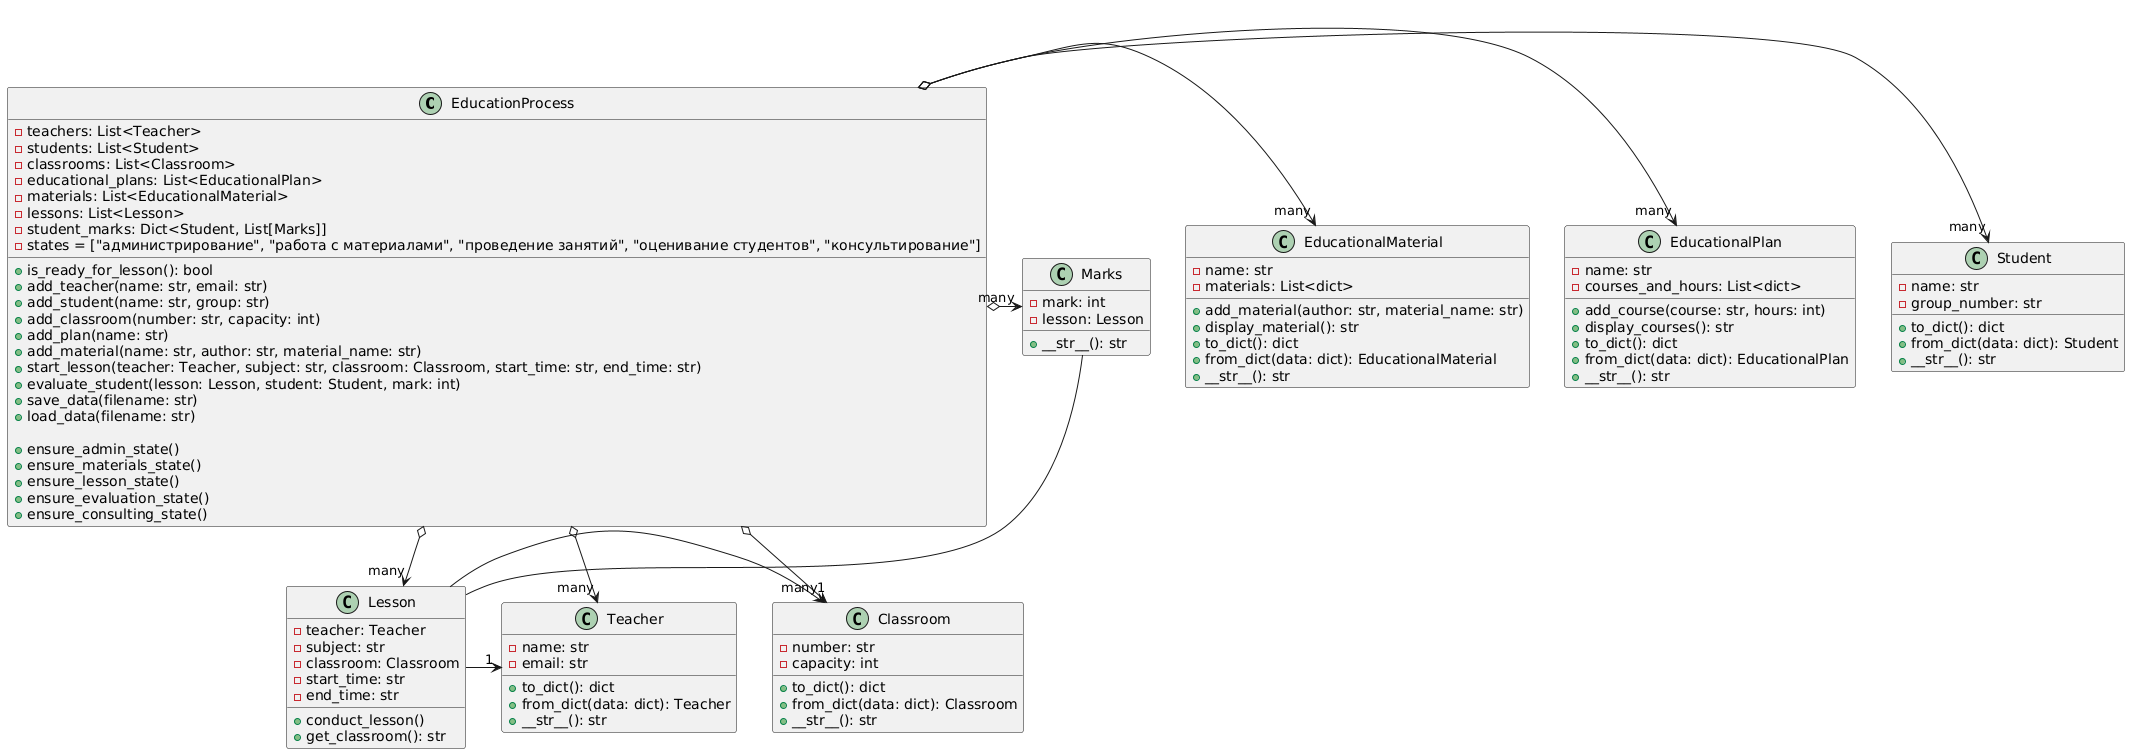 C EducationProcess
teachers: List<Teacher>
students: List<Student>
classrooms: List<Classroom>
educational_plans: List<EducationalPlan>
materials: List<EducationalMaterial>
lessons: List<Lesson>
student_marks: Dict<Student, List[Marks]]
states = ["администрирование", "работа с материалами", "проведение занятий", "оценивание студентов", "консультирование"]
is_ready_for_lesson(): bool
add_teacher(name: str, email: str)
add_student(name: str, group: str)
add_classroom(number: str, capacity: int)
add_plan(name: str)
add_material(name: str, author: str, material_name: str)
start_lesson(teacher: Teacher, subject: str, classroom: Classroom, start_time: str, end_time: str)
evaluate_student(lesson: Lesson, student: Student, mark: int)
save_data(filename: str)
load_data(filename: str)
ensure_admin_state()
ensure_materials_state()
ensure_lesson_state()
ensure_evaluation_state()
ensure_consulting_state()
many
C Marks
mark: int
lesson: Lesson
__str__(): str
many
C EducationalMaterial
name: str
materials: List<dict>
add_material(author: str, material_name: str)
display_material(): str
to_dict(): dict
from_dict(data: dict): EducationalMaterial
__str__(): str
many
C EducationalPlan
name: str
courses_and_hours: List<dict>
add_course(course: str, hours: int)
display_courses(): str
to_dict(): dict
from_dict(data: dict): EducationalPlan
__str__(): str
many
C Student
name: str
group_number: str
to_dict(): dict
from_dict(data: dict): Student
__str__(): str
many
C Lesson
teacher: Teacher
subject: str
classroom: Classroom
start_time: str
end_time: str
conduct_lesson()
get_classroom(): str
1
many
C Teacher
name: str
email: str
to_dict(): dict
from_dict(data: dict): Teacher
__str__(): str
many1
C Classroom
number: str
capacity: int
to_dict(): dict
from_dict(data: dict): Classroom
__str__(): str